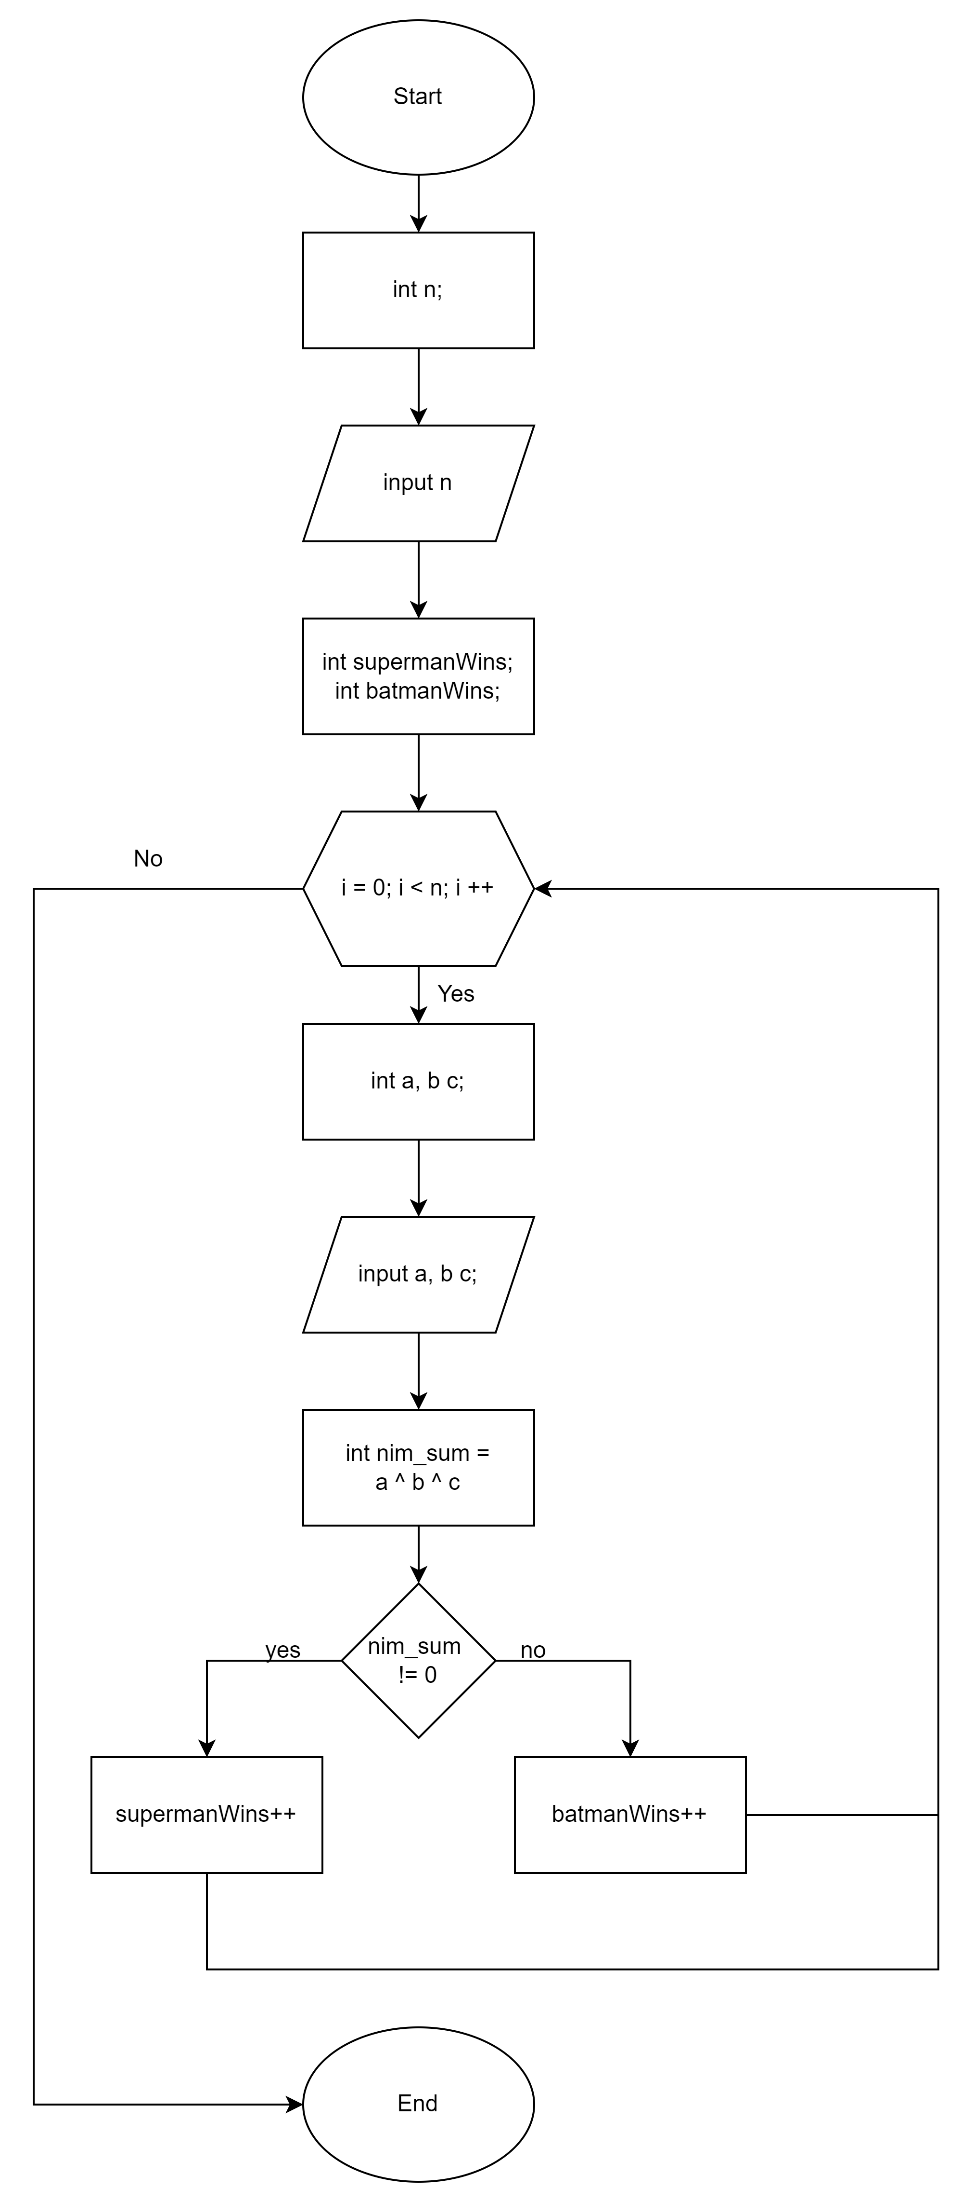 Start
int n;
input n
int supermanWins;
int batmanWins;
No
i = 0; i < n; i ++
Yes
int a, b c;
input a, b c;
int nim_sum =
a ^ b ^ c
yes
nim_sum
!= 0
no
supermanWins++
batmanWins++
End